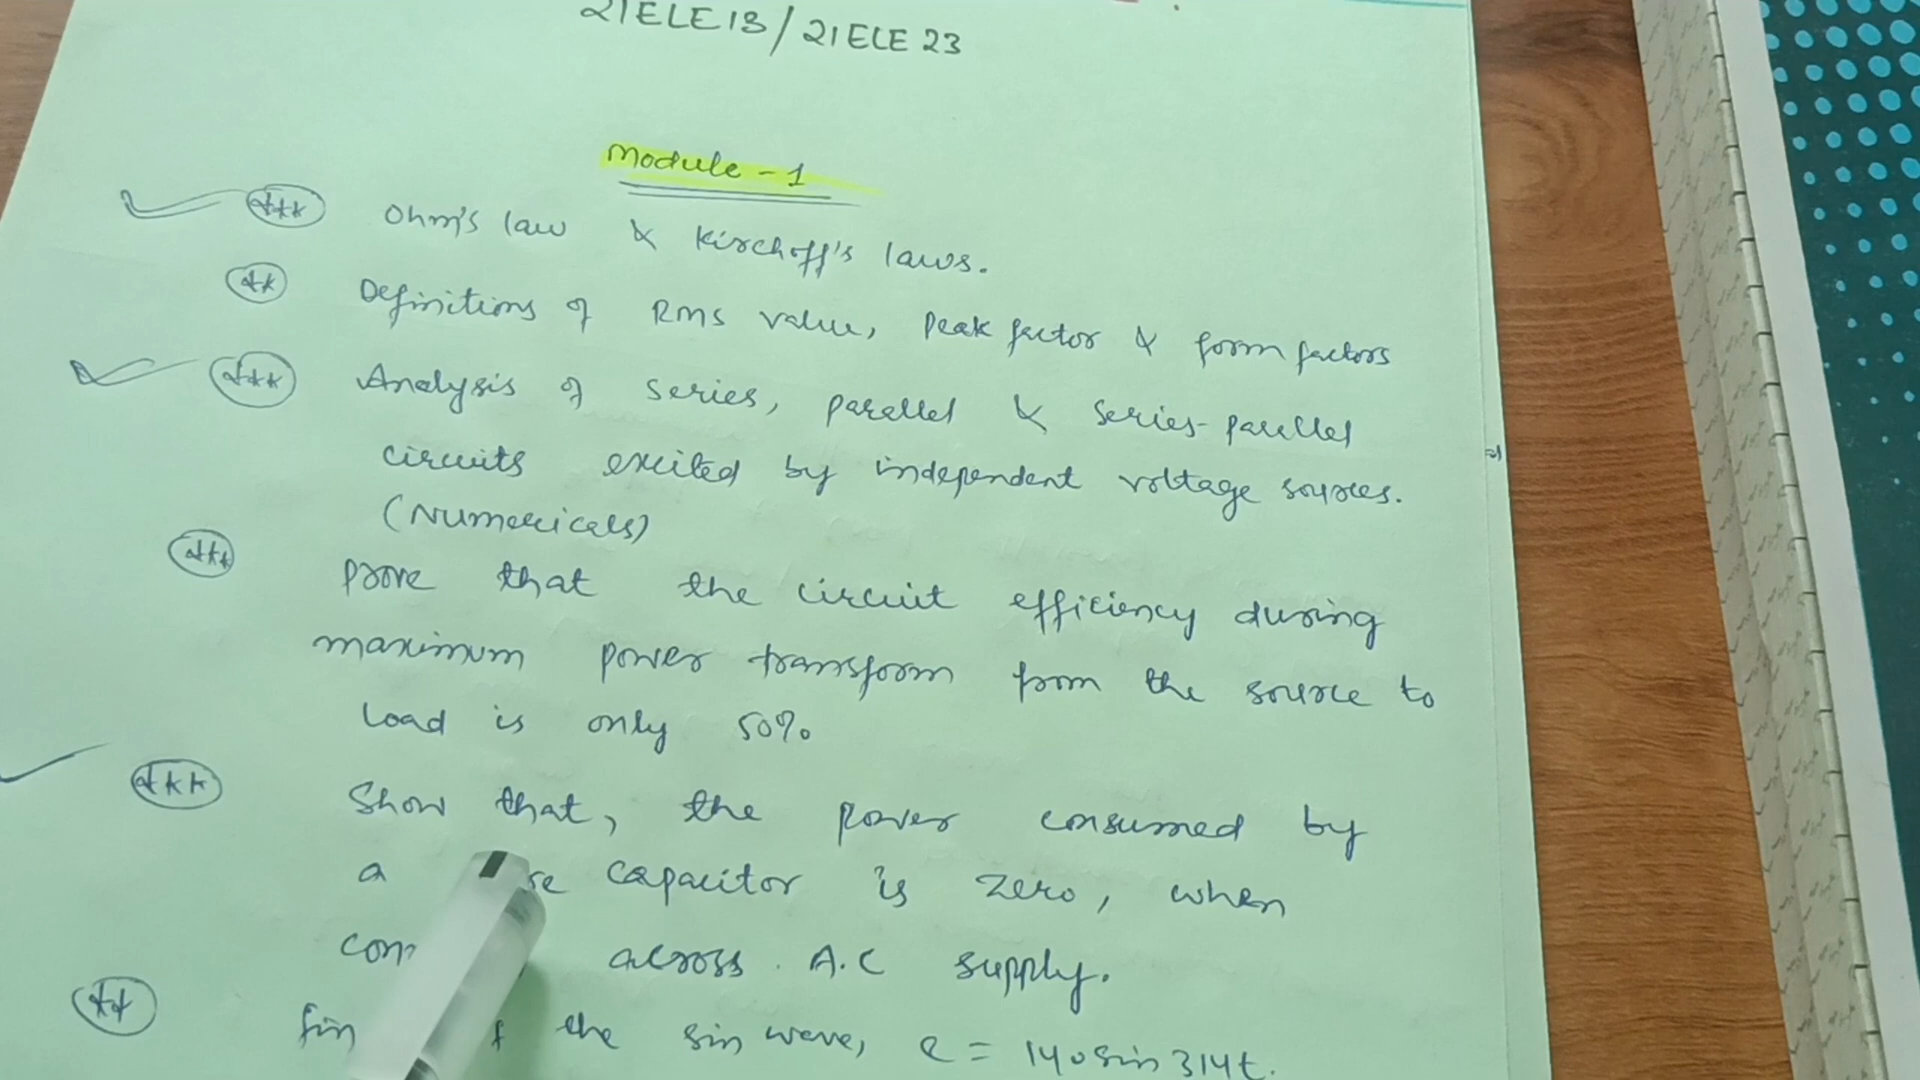 21ELE13/21ELE23
Module - 1
*** Ohm's law & Kirchoff's laws.
** Definitions of RMS value, Peak factor & form factors
*** Analysis of series, parallel & series-parallel
circuits excited by independent voltage sources.
(Numericals)
*** prove that the circuit efficiency during
maximum power transform from the source to
load is only 50%
*** Show that, the power consumed by
a capacitor is zero, when
across A.C supply.
** the sin wave, e = 140sin314t.